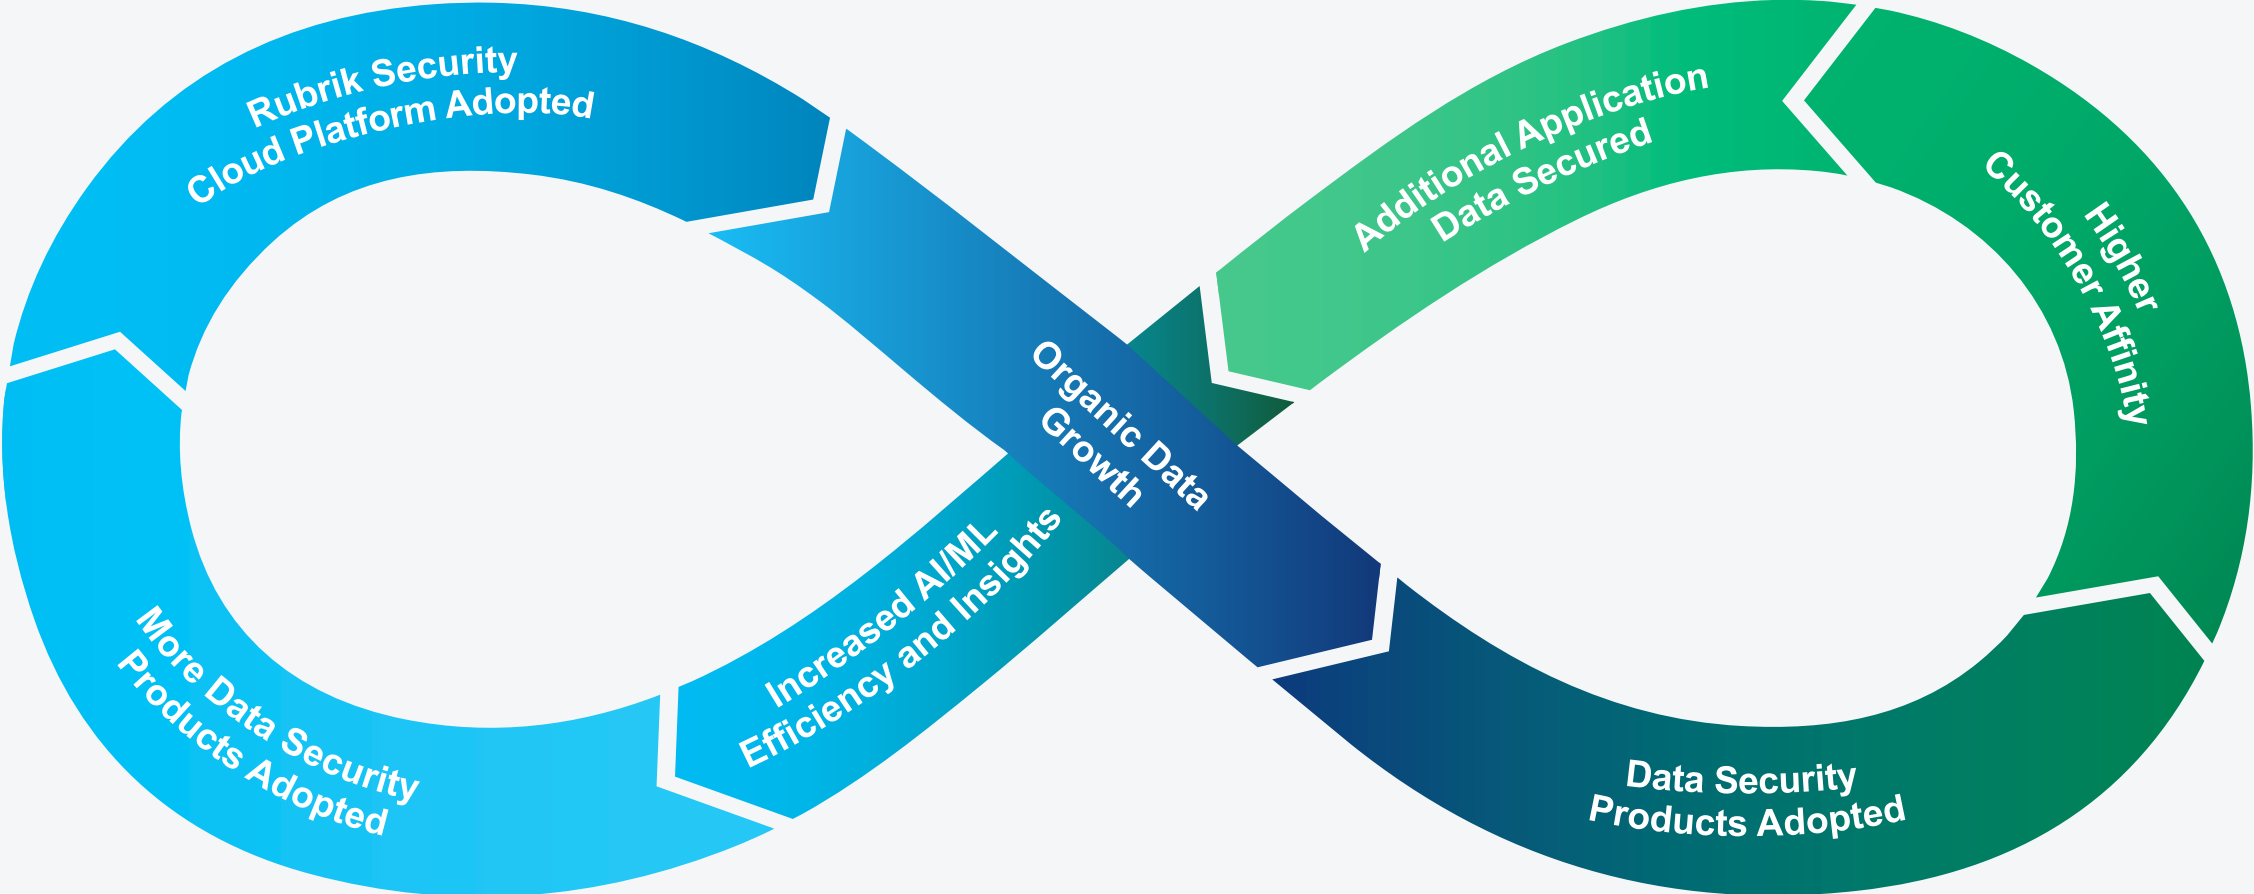 Rubrik Security
Cloud Platform Adopted
Organic Data
Growth
Data Security
Products Adopted
Higher
Customer Affinity
Additional Application
Data Secured
Increased AI/ML
Efficiency and Insights
More Data Security
Products Adopted